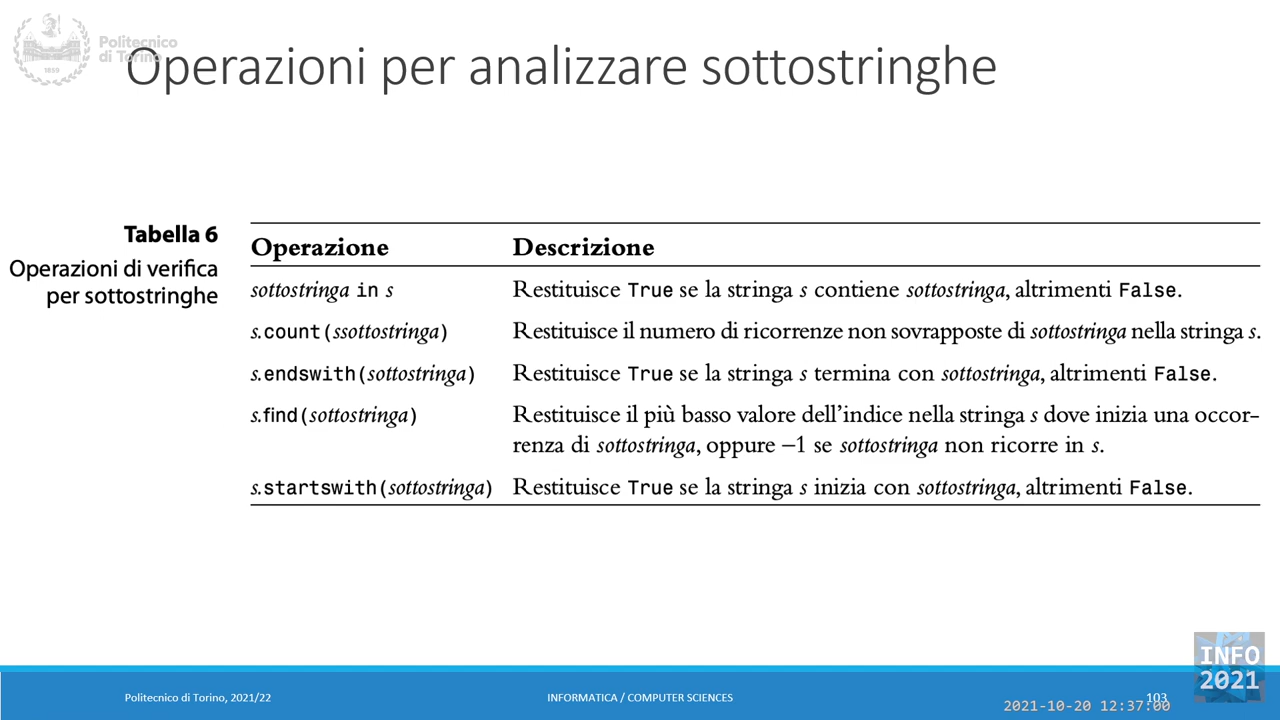 Politecnico
di Torino
1859
Operazioni per analizzare sottostringhe
Tabella 6
Operazioni di verifica
per sottostringhe
Operazione Descrizione
sottostringa in s Restituisce True se la stringa s contiene sottostringa, altrimenti False.
s.count(ssottostringa) Restituisce il numero di ricorrenze non sovrapposte di sottostringa nella stringa s.
s.endswith(sottostringa) Restituisce True se la stringa s termina con sottostringa, altrimenti False.
s.find(sottostringa) Restituisce il più basso valore dell'indice nella stringa s dove inizia una occor-
renza di sottostringa, oppure –1 se sottostringa non ricorre in s.
s.startswith(sottostringa) Restituisce True se la stringa s inizia con sottostringa, altrimenti False.
INFO
2021
Politecnico di Torino, 2021/22 INFORMATICA / COMPUTER SCIENCES 103
2021-10-20 12:37:00